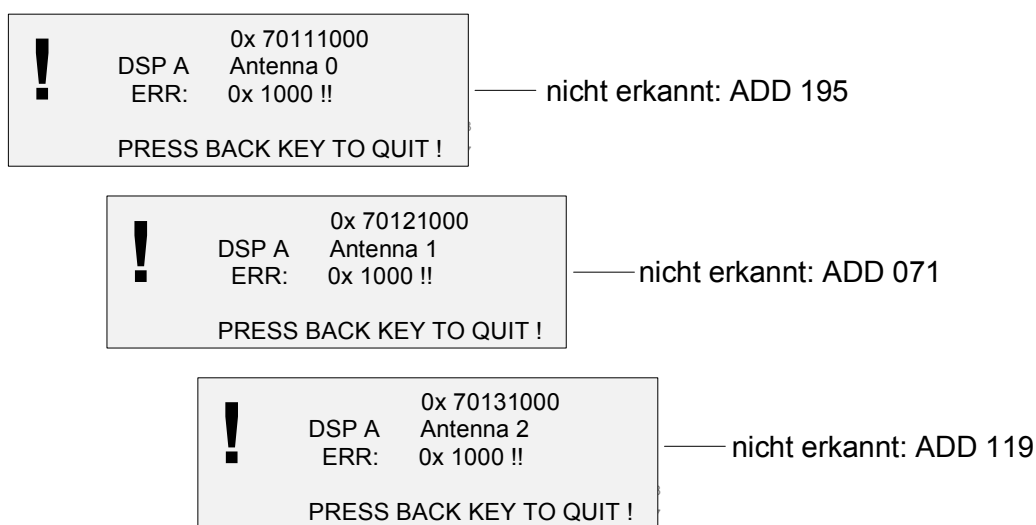 0x 70111000
DSP A Antenna 0
ERR: 0x 1000 !!
nicht erkannt: ADD 195
PRESS BACK KEY TO QUIT !
0x 70121000
DSP A Antenna 1
ERR: 0x 1000 !!
nicht erkannt: ADD 071
PRESS BACK KEY TO QUIT !
0x 70131000
DSP A Antenna 2
ERR: 0x 1000 !!
nicht erkannt: ADD 119
PRESS BACK KEY TO QUIT !